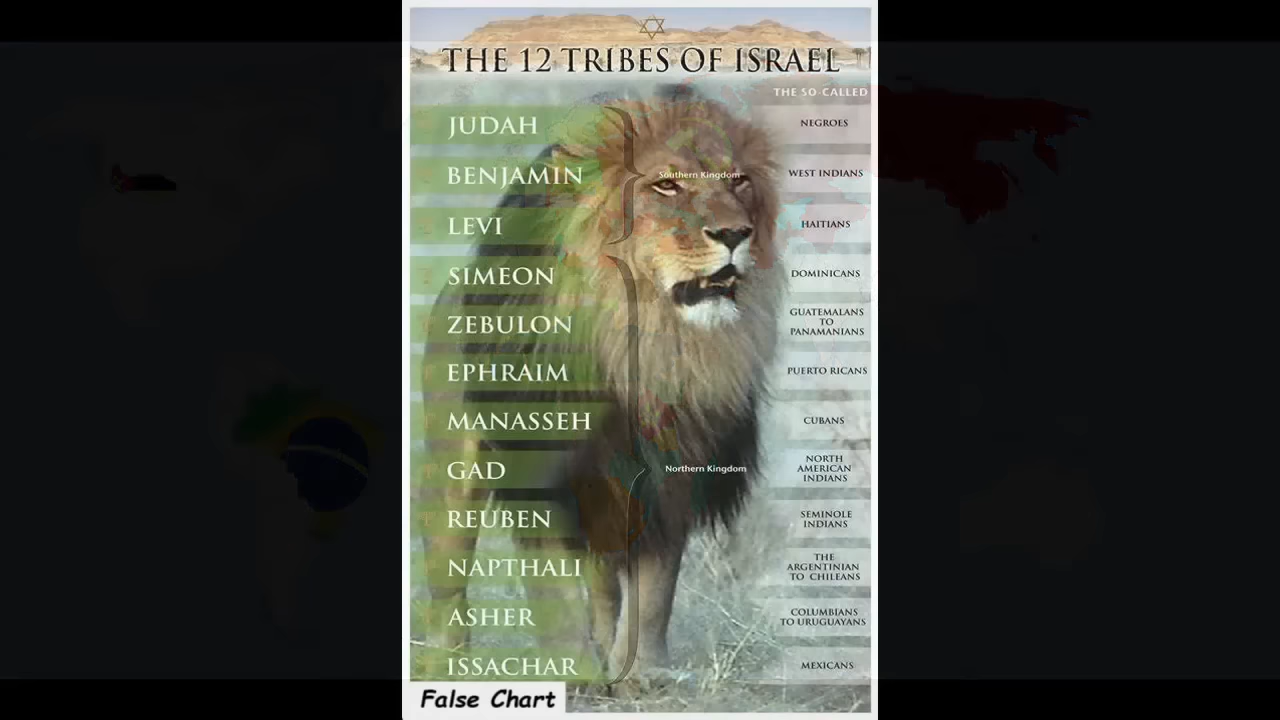 THE 12 TRIBES OF ISRAEL
THE SO-CALLED
JUDAH
NEGROES
BENJAMIN
Southern Kingdom
WEST INDIANS
LEVI
HAITIANS
SIMEON
DOMINICANS
ZEBULON
GUATEMALANS
TO
PANAMANIANS
EPHRAIM
PUERTO RICANS
MANASSEH
CUBANS
GAD
Northern Kingdom
NORTH
AMERICAN
INDIANS
REUBEN
SEMINOLE
INDIANS
NAPTHALI
THE
ARGENTINIAN
TO CHILEANS
ASHER
COLUMBIANS
TO URUGUAYANS
ISSACHAR
MEXICANS
False Chart